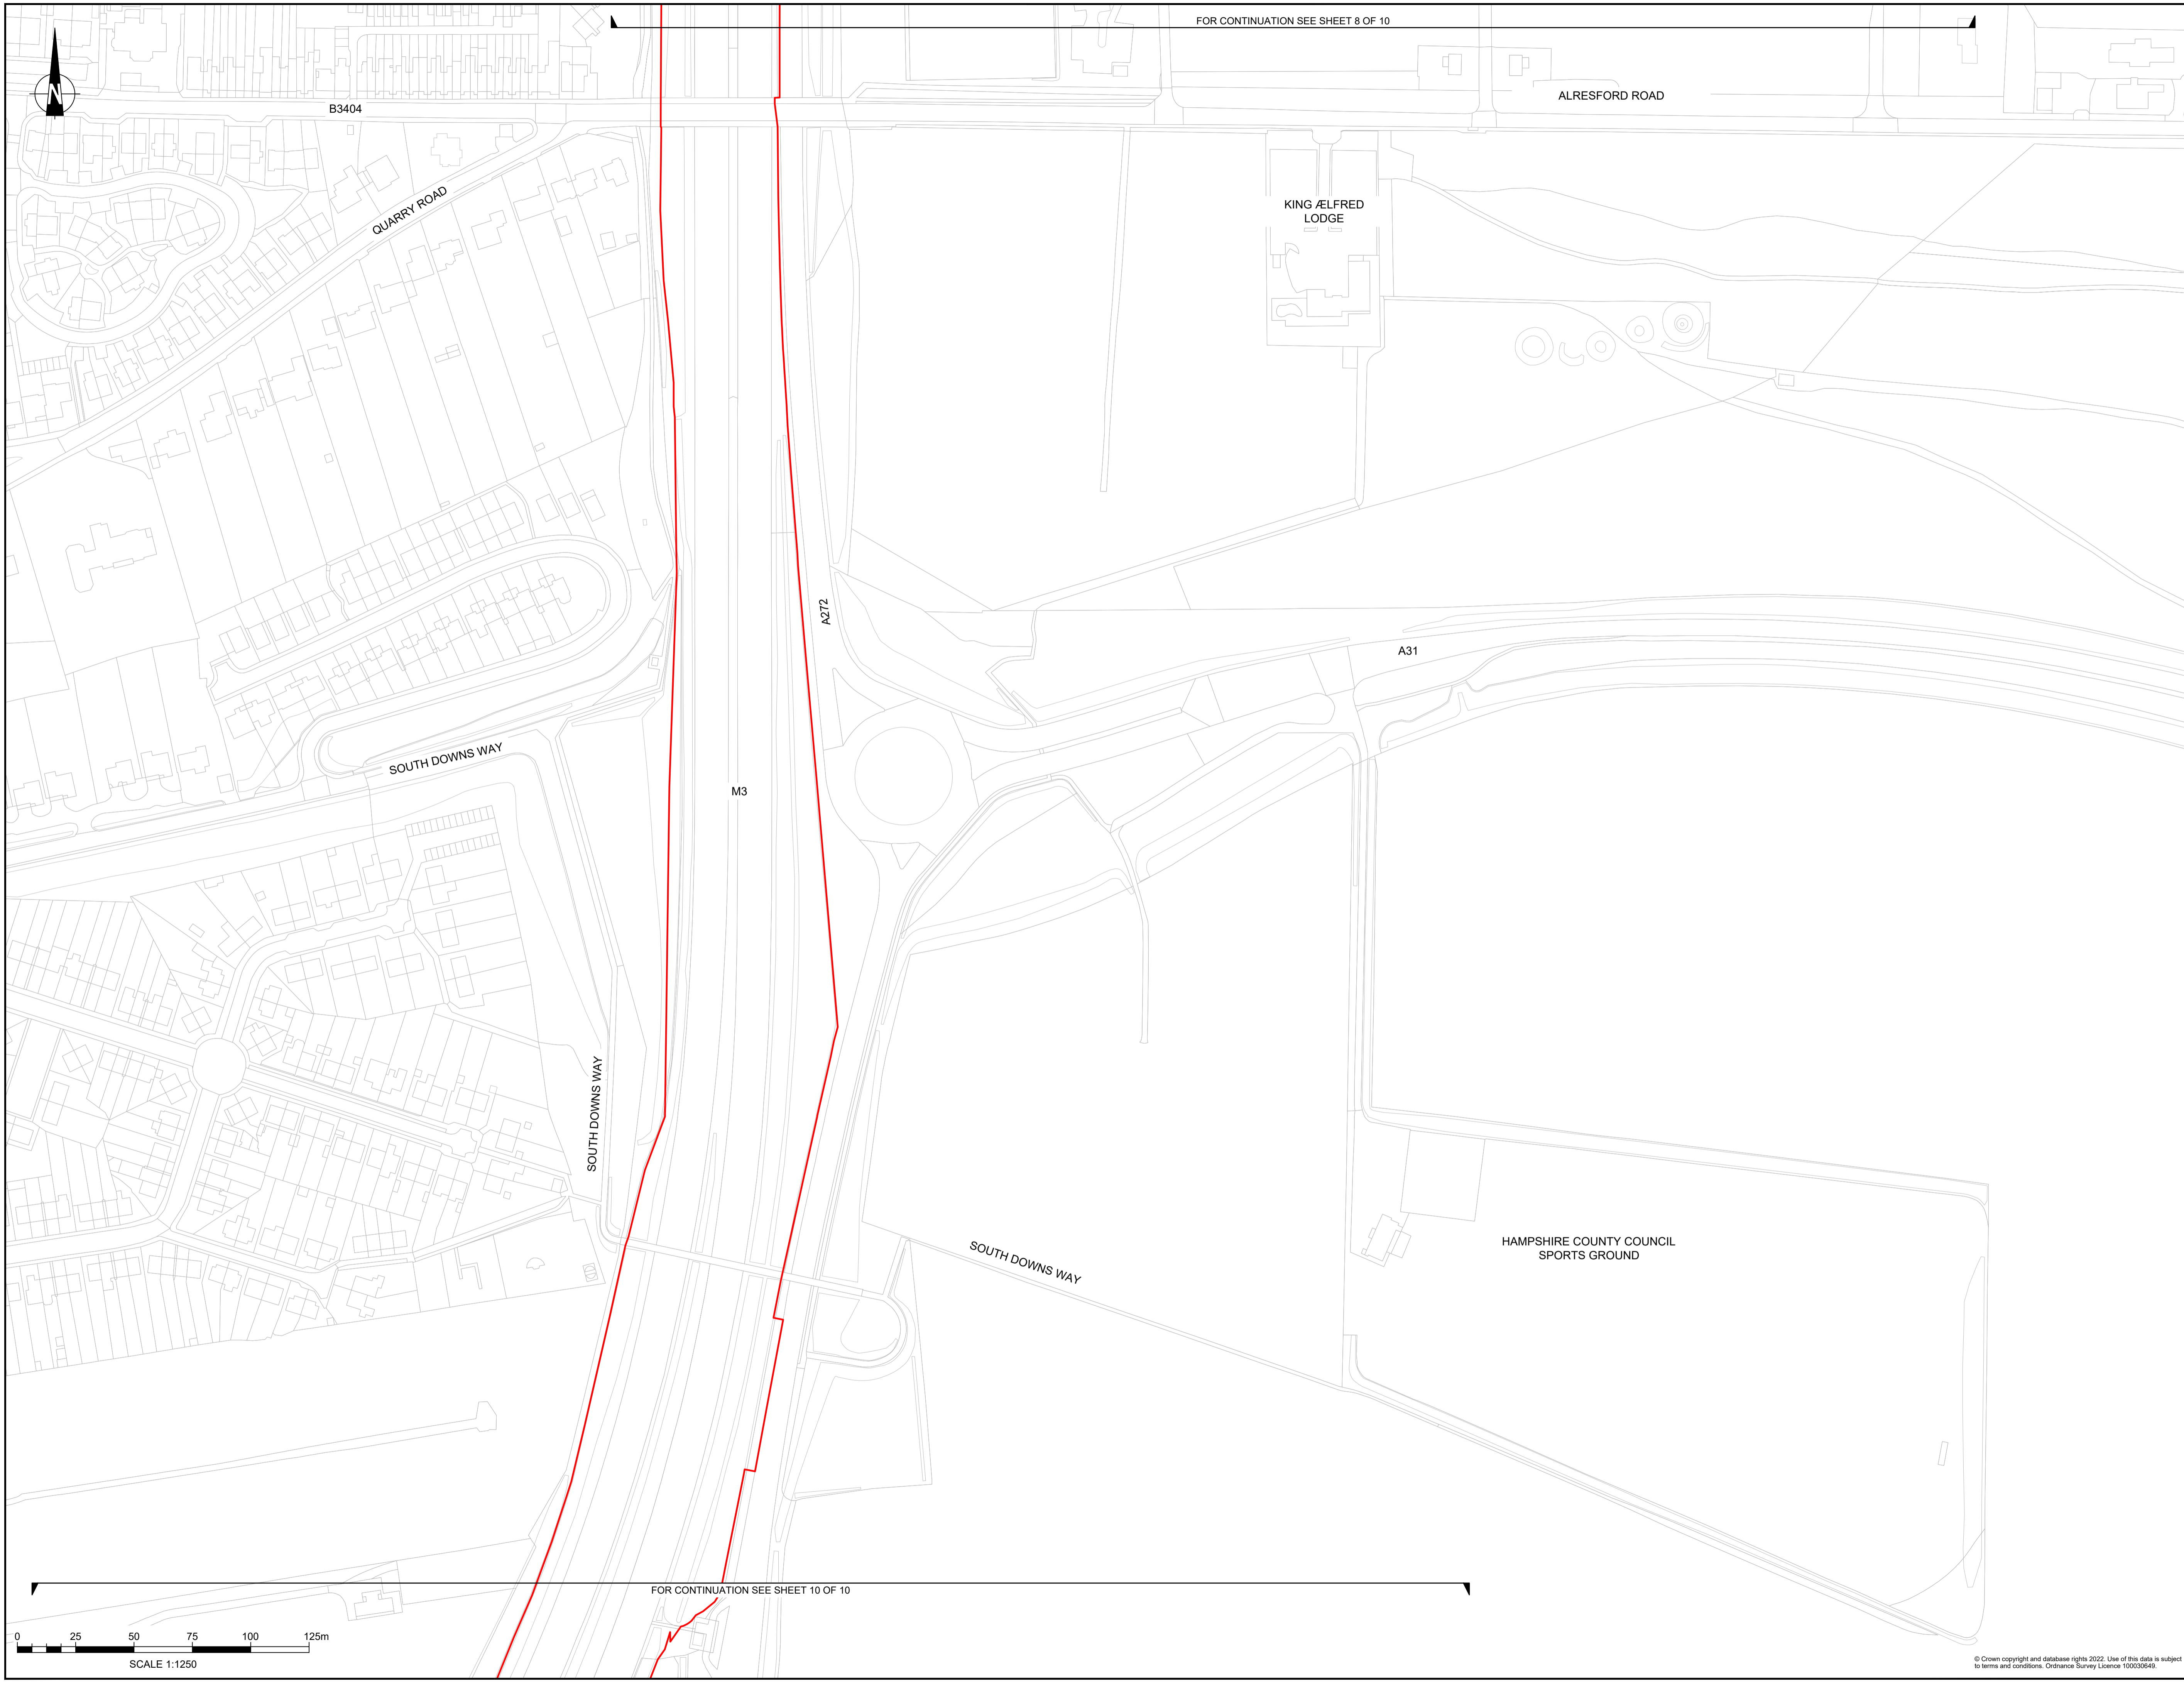 FOR CONTINUATION SEE SHEET 8 OF 10
N
B3404
ALRESFORD ROAD
QUARRY ROAD
KING ÆLFRED
LODGE
A272
A31
SOUTH DOWNS WAY
M3
SOUTH DOWNS WAY
SOUTH DOWNS WAY
HAMPSHIRE COUNTY COUNCIL
SPORTS GROUND
FOR CONTINUATION SEE SHEET 10 OF 10
0 25 50 75 100 125m
SCALE 1:1250
© Crown copyright and database rights 2022. Use of this data is subject
to terms and conditions. Ordnance Survey Licence 100030649.